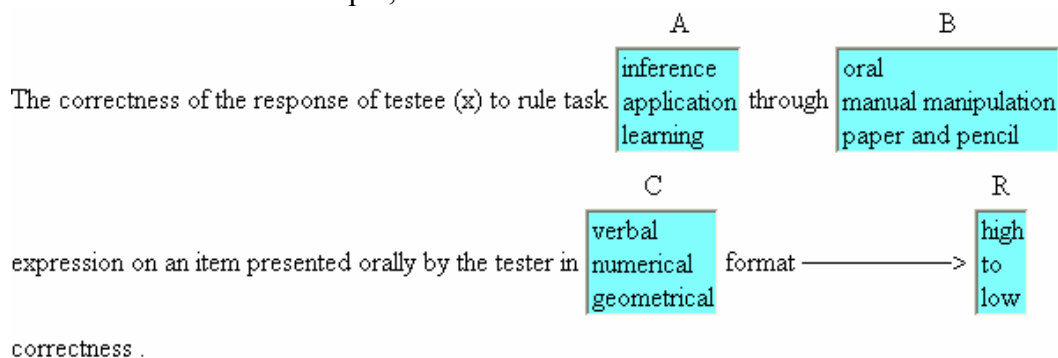 A B
inference oral
The correctness of the response of testee (x) to rule task application through manual manipulation
learning paper and pencil
C R
verbal high
expression on an item presented orally by the tester in numerical format ————> to
geometrical low
correctness .